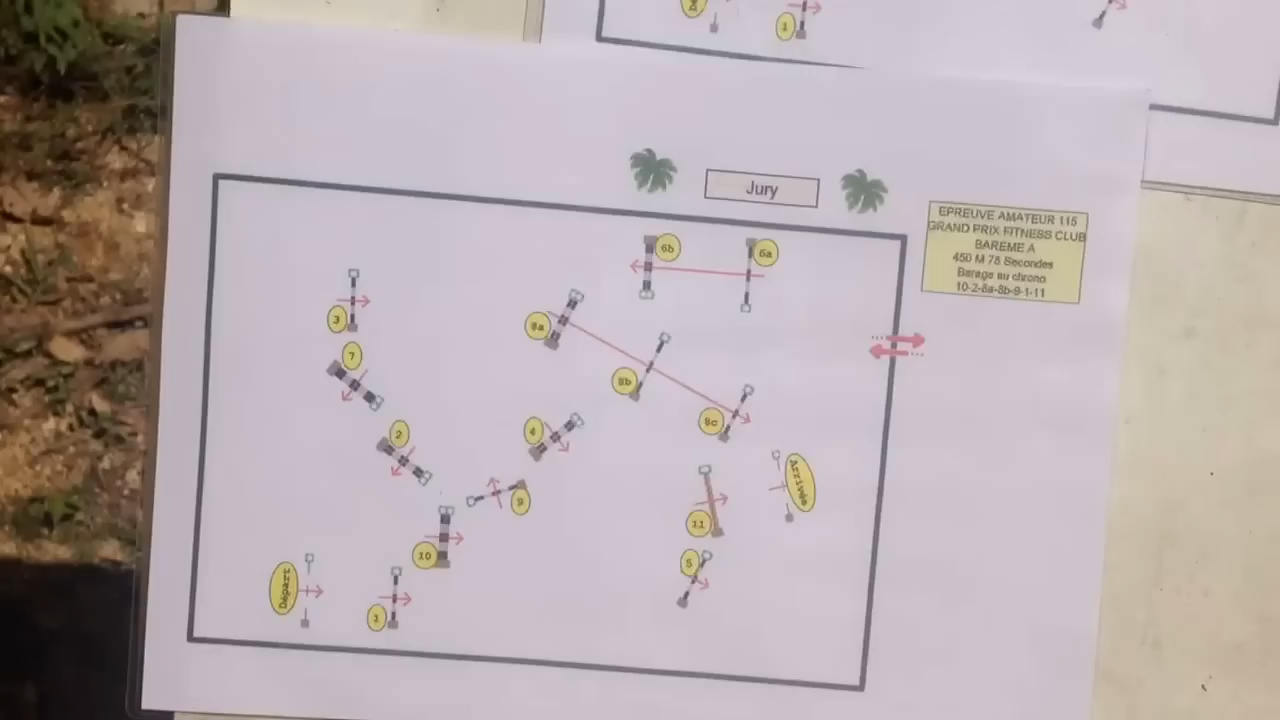 1
Jury
EPREUVE AMATEUR 115
GRAND PRIX FITNESS CLUB
BAREME A
450 M 78 Secondes
Barage au chrono
10-2-8a-8b-9-1-11
6b
6a
3
8a
7
8b
8c
2
4
Arrivée
9
11
10
5
Départ
1